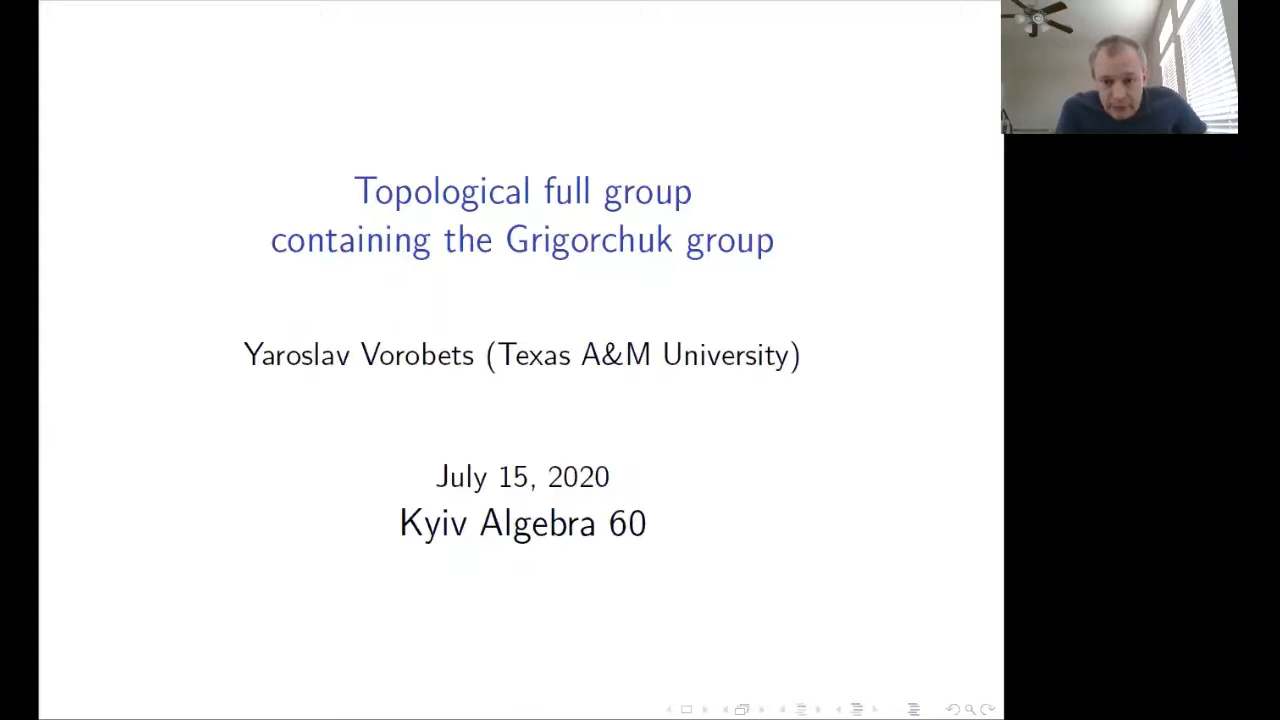 Topological full group
containing the Grigorchuk group
Yaroslav Vorobets (Texas A&M University)
July 15, 2020
Kyiv Algebra 60